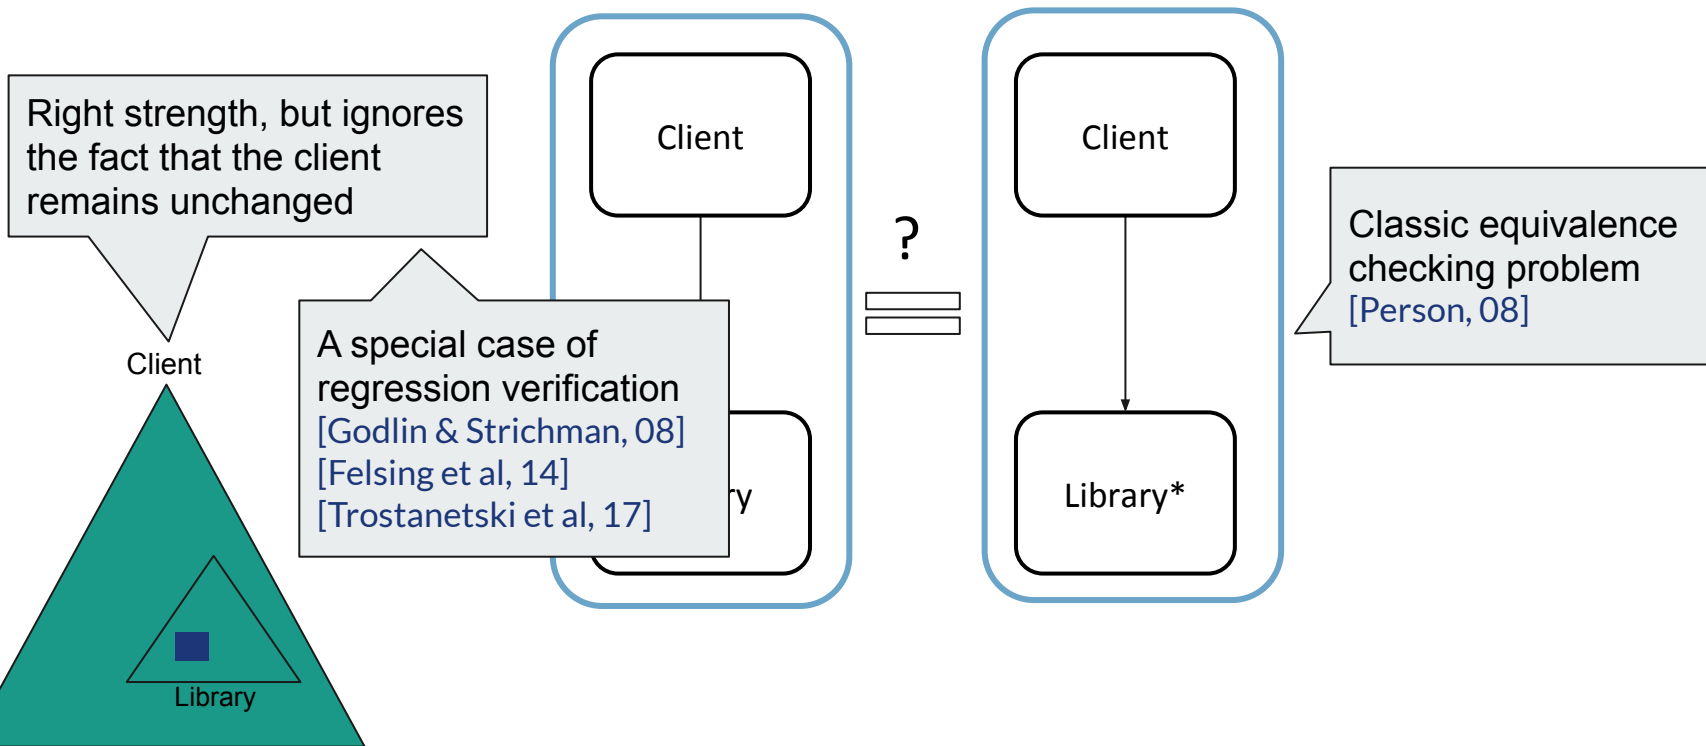 Right strength, but ignores
the fact that the client
remains unchanged
Client
Client
?
Classic equivalence
checking problem
[Person, 08]
A special case of
regression verification
[Godlin & Strichman, 08]
[Felsing et al, 14]
[Trostanetski et al, 17]
ry
Library*
Client
Library